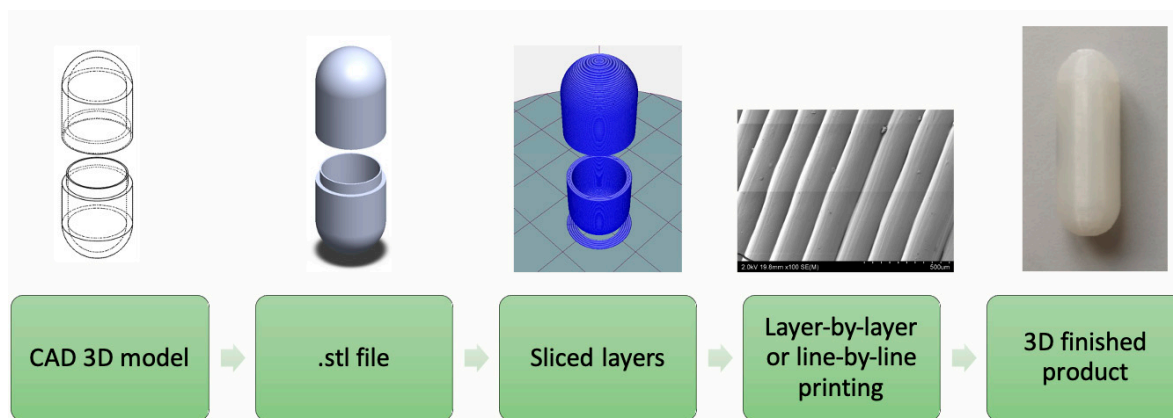 2.0kV 19.8mm x100 SE(M)
500um
CAD 3D model
.stl file
Sliced layers
Layer-by-layer
or line-by-line
printing
3D finished
product